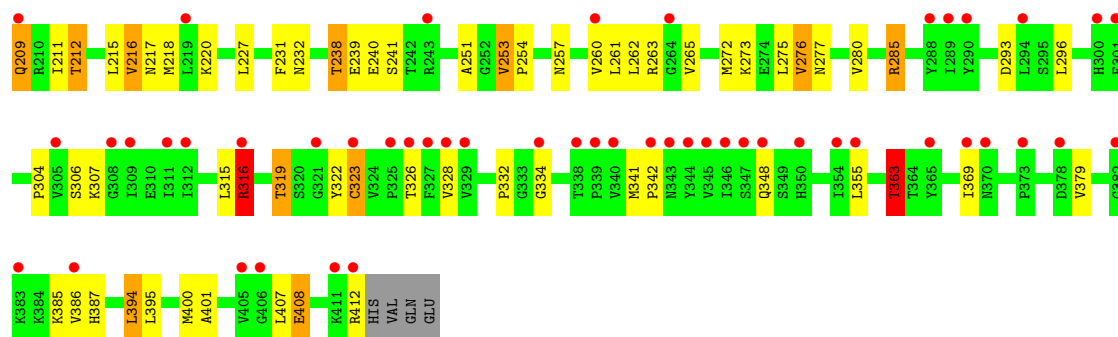 Q209 R210 I211 T212 L215 V216 N217 M218 L219 K220 L227 F231 N232 T238 E239 E240 S241 T242 R243 A251 G252 V253 P254 N257 V260 L261 L262 R263 G264 V265 M272 K273 E274 L275 V276 N277 V280 R285 Y288 I289 Y290 D293 L294 S295 L296 H300
P304 V305 S306 K307 G308 I309 E310 I311 I312 L315 R316 T319 S320 G321 Y322 C323 V324 P325 T326 F327 V328 V329 P332 G333 G334 T338 P339 V340 M341 P342 N343 Y344 V345 I346 S347 Q348 S349 H350 I354 L355 T363 T364 Y365 I369 N370 P373 D378 V379
K383 K384 K385 V386 H387 L394 L395 M400 A401 V405 G406 L407 E408 K411 R412 HIS VAL GLN GLU